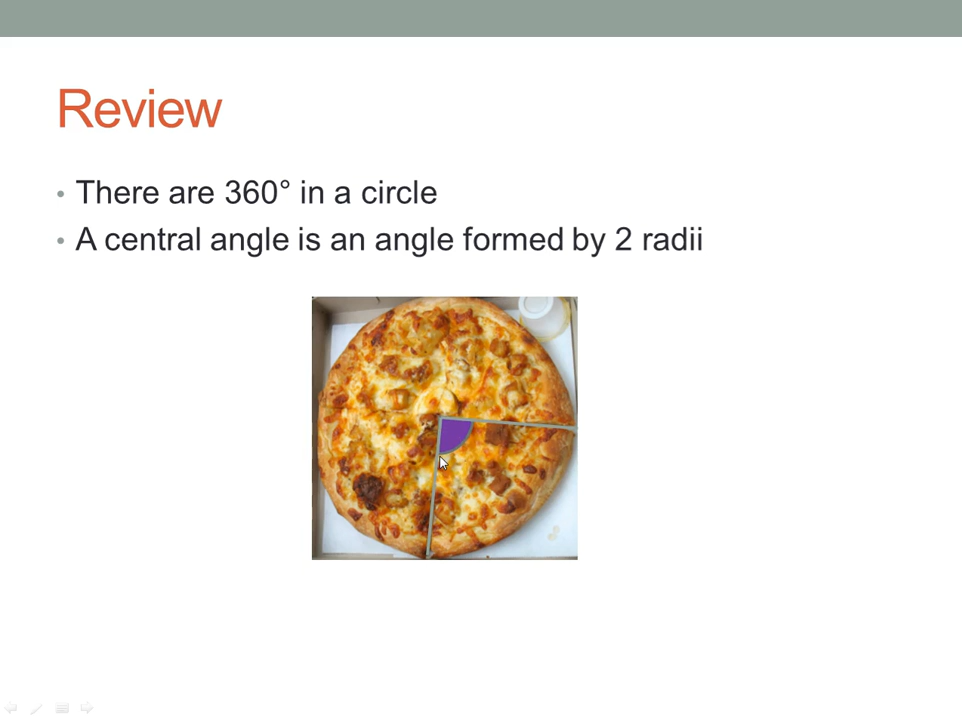 Review
• There are 360° in a circle
• A central angle is an angle formed by 2 radii